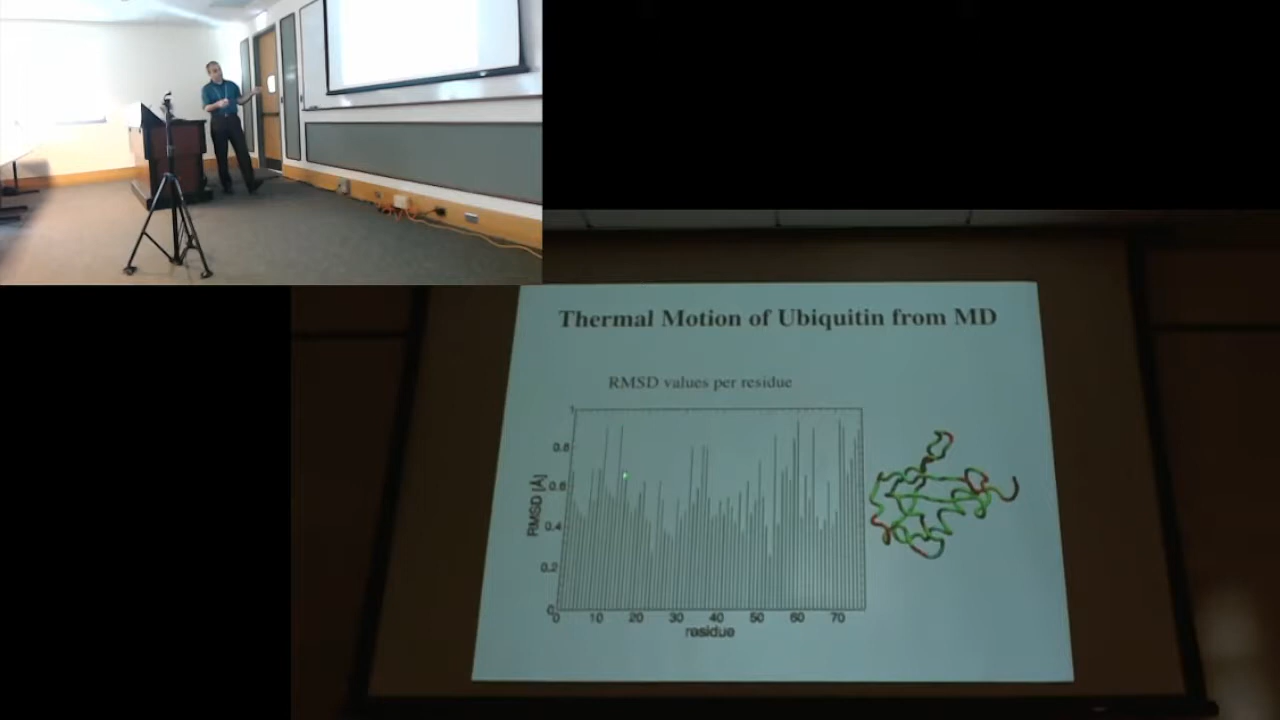 Thermal Motion of Ubiquitin from MD
RMSD values per residue
1
0.8
0.6
0.4
0.2
0
RMSD [Å]
0 10 20 30 40 50 60 70
residue